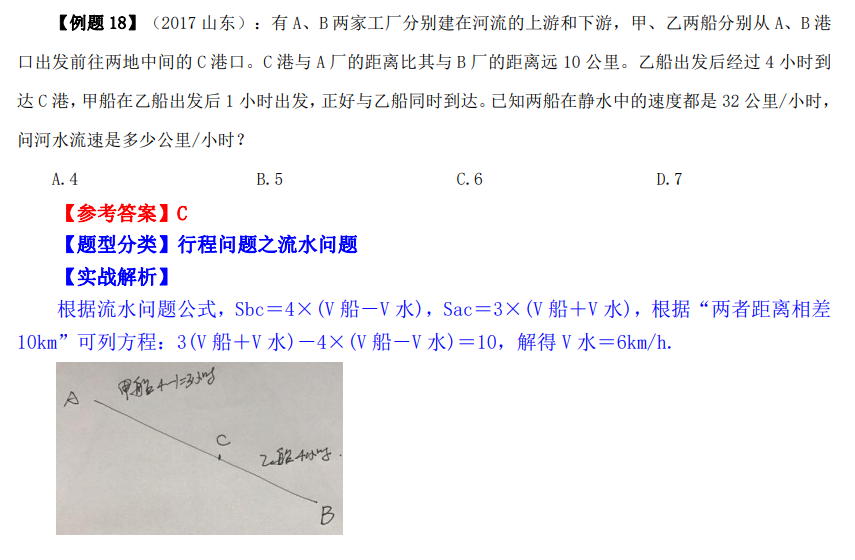 【例题 18】（2017 山东）：有 A、B 两家工厂分别建在河流的上游和下游，甲、乙两船分别从 A、B 港
口出发前往两地中间的 C 港口。C 港与 A 厂的距离比其与 B 厂的距离远 10 公里。乙船出发后经过 4 小时到
达 C 港，甲船在乙船出发后 1 小时出发，正好与乙船同时到达。已知两船在静水中的速度都是 32 公里/小时，
问河水流速是多少公里/小时？
A.4 B.5 C.6 D.7
【参考答案】C
【题型分类】行程问题之流水问题
【实战解析】
根据流水问题公式，Sbc＝4×(V 船－V 水)，Sac＝3×(V 船＋V 水)，根据“两者距离相差
10km”可列方程：3(V 船＋V 水)－4×(V 船－V 水)＝10，解得 V 水＝6km/h.
甲船 4-1=3小时
A
C
乙船 4小时
B